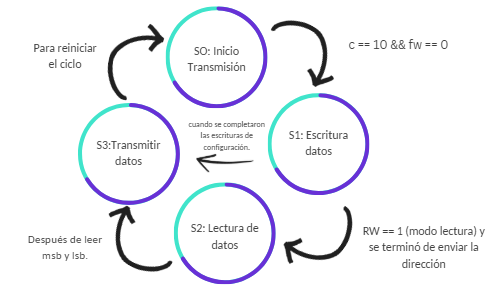 SO: Inicio
Transmisión
Para reiniciar
el ciclo
c == 10 && fw == 0
cuando se completaron
las escrituras de
configuración.
S3:Transmitir
datos
S1: Escritura
datos
S2: Lectura de
datos
Después de leer
msb y lsb.
RW == 1 (modo lectura) y
se terminó de enviar la
dirección